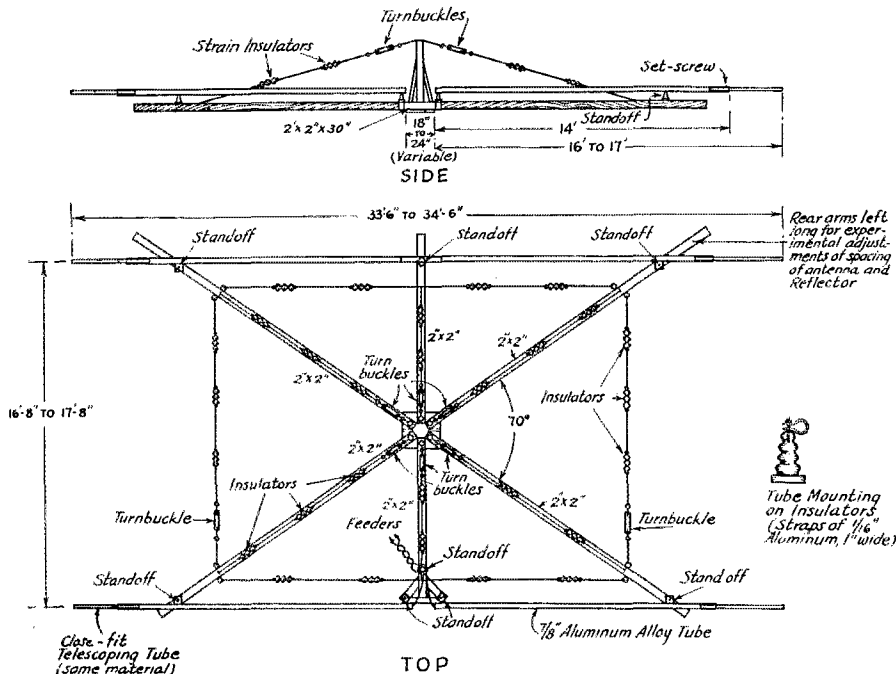 Turnbuckles
Strain Insulators
Set-screw
Standoff
2"x2"x30"
18"
to
24"
(Variable)
14'
16' TO 17'
SIDE
33'6" to 34'-6"
Standoff
Standoff
Standoff
Rear arms left
long for exper-
imental adjust-
ments of spacing
of antenna and
Reflector
2"x2"
2"x2"
2"x2"
Turn
buckles
16'-8" TO 17'-8"
70°
Insulators
2"x2"
Turn
buckles
Insulators
2"x2"
2"x2"
Feeders
Turnbuckle
Turnbuckle
Tube Mounting
on Insulators
(Straps of 1/16"
Aluminum, 1" wide)
Standoff
Standoff
Standoff
Standoff
7/8" Aluminum Alloy Tube
Close-fit
Telescoping Tube
(same material)
TOP